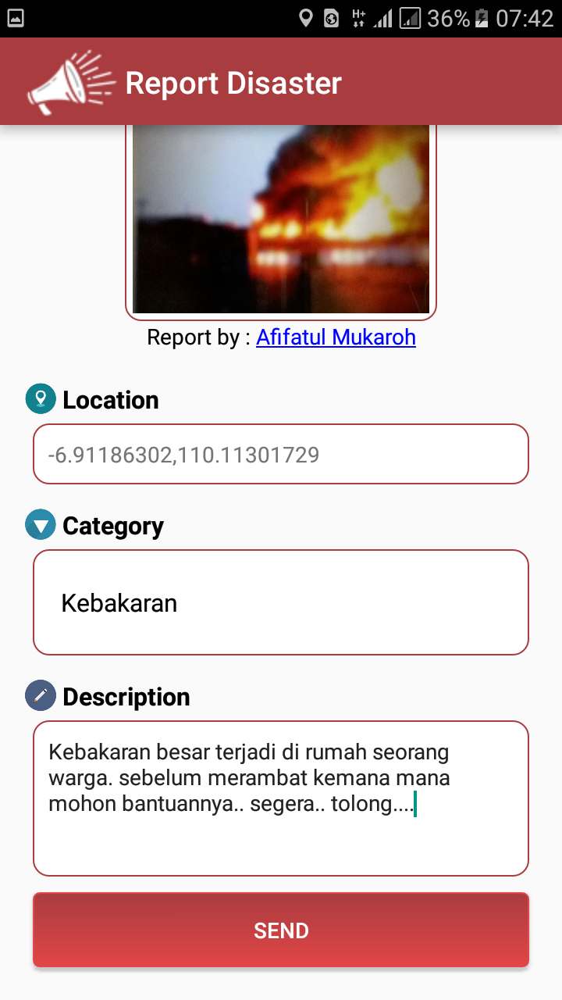 H+ 36% 07:42
Report Disaster
Report by : Afifatul Mukaroh
Location
-6.91186302,110.11301729
Category
Kebakaran
Description
Kebakaran besar terjadi di rumah seorang
warga. sebelum merambat kemana mana
mohon bantuannya.. segera.. tolong....
SEND